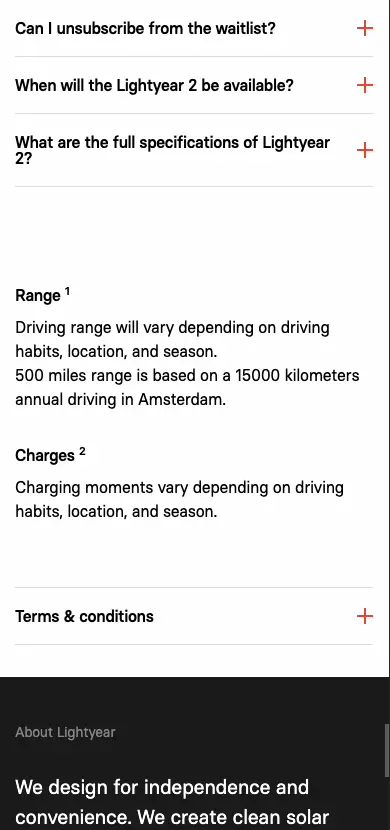 Can I unsubscribe from the waitlist?
When will the Lightyear 2 be available?
What are the full specifications of Lightyear
2?
Range 1
Driving range will vary depending on driving
habits, location, and season.
500 miles range is based on a 15000 kilometers
annual driving in Amsterdam.
Charges 2
Charging moments vary depending on driving
habits, location, and season.
Terms & conditions
About Lightyear
We design for independence and
convenience. We create clean solar